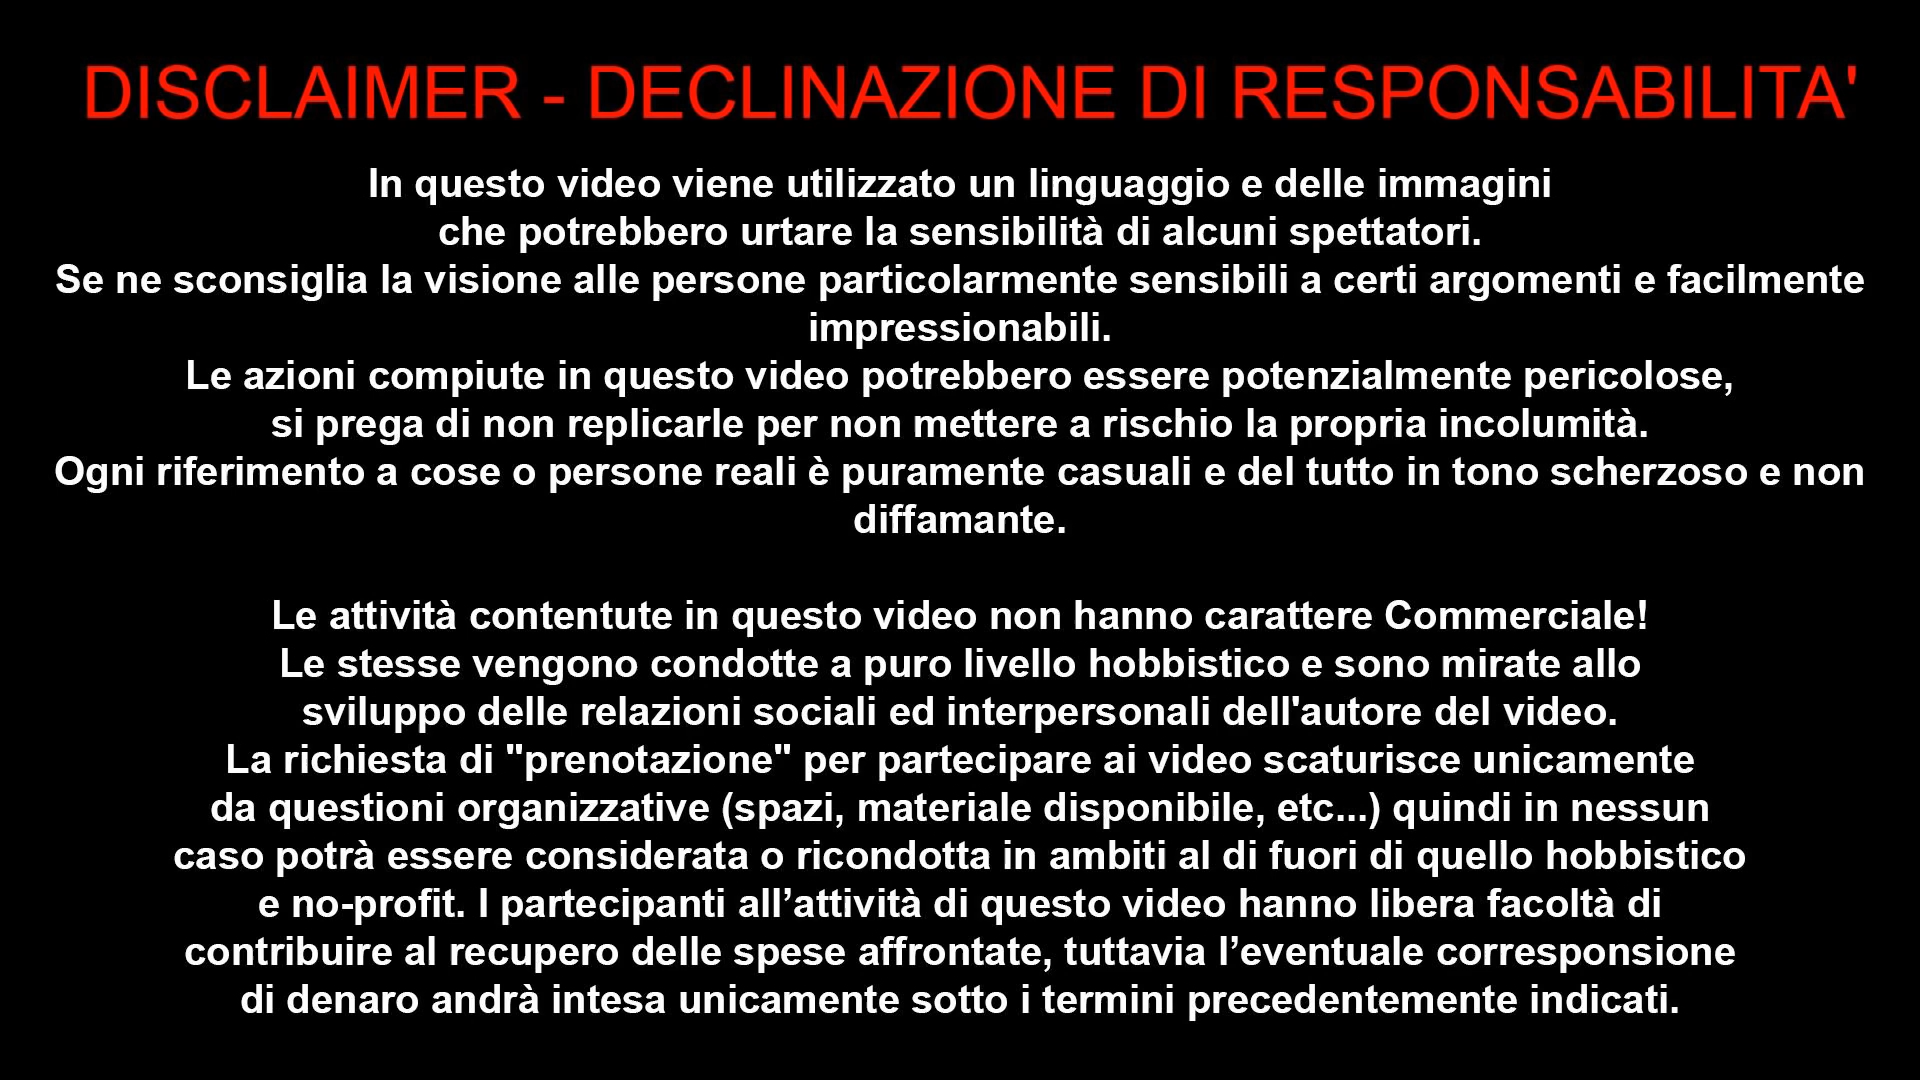 DISCLAIMER - DECLINAZIONE DI RESPONSABILITA'
In questo video viene utilizzato un linguaggio e delle immagini
che potrebbero urtare la sensibilità di alcuni spettatori.
Se ne sconsiglia la visione alle persone particolarmente sensibili a certi argomenti e facilmente
impressionabili.
Le azioni compiute in questo video potrebbero essere potenzialmente pericolose,
si prega di non replicarle per non mettere a rischio la propria incolumità.
Ogni riferimento a cose o persone reali è puramente casuali e del tutto in tono scherzoso e non
diffamante.
Le attività contentute in questo video non hanno carattere Commerciale!
Le stesse vengono condotte a puro livello hobbistico e sono mirate allo
sviluppo delle relazioni sociali ed interpersonali dell'autore del video.
La richiesta di "prenotazione" per partecipare ai video scaturisce unicamente
da questioni organizzative (spazi, materiale disponibile, etc...) quindi in nessun
caso potrà essere considerata o ricondotta in ambiti al di fuori di quello hobbistico
e no-profit. I partecipanti all’attività di questo video hanno libera facoltà di
contribuire al recupero delle spese affrontate, tuttavia l’eventuale corresponsione
di denaro andrà intesa unicamente sotto i termini precedentemente indicati.